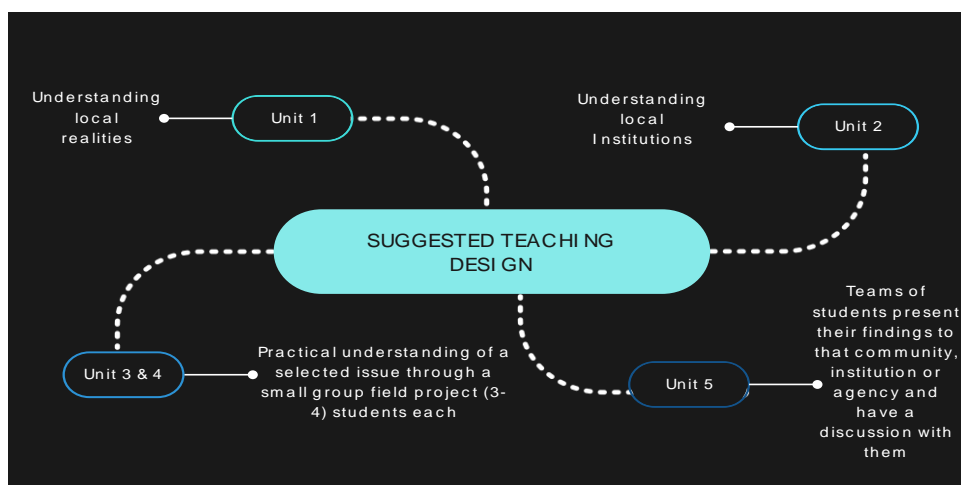 Understanding
local
realities
Unit 1
Understanding
local
Institutions
Unit 2
SUGGESTED TEACHING
DESIGN
Unit 3 & 4
Practical understanding of a
selected issue through a
small group field project (3-
4) students each
Unit 5
Teams of
students present
their findings to
that community,
institution or
agency and
have a
discussion with
them